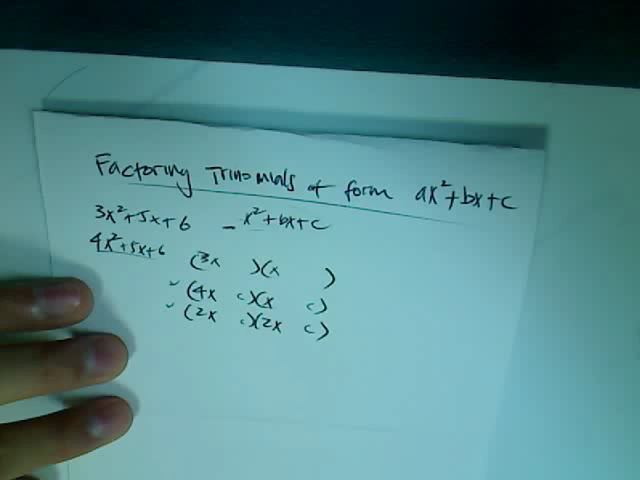 Factoring Trinomials of form ax²+bx+c
3x²+5x+6 - x²+bx+c
4x²+5x+6
(3x )(x )
✓ (4x c)(x c)
✓ (2x c)(2x c)